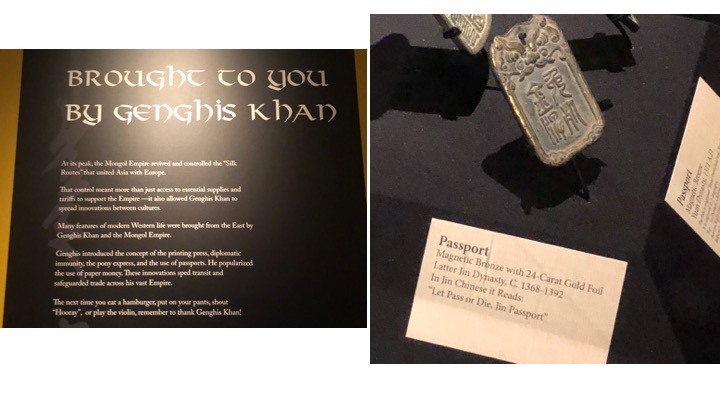 BROUGHT TO YOU
BY GENGHIS KHAN
At its peak, the Mongol Empire revived and controlled the "Silk
Routes" that united Asia with Europe.
That control meant more than just access to essential supplies and
tariffs to support the Empire —it also allowed Genghis Khan to
spread innovations between cultures.
Many features of modern Western life were brought from the East by
Genghis Khan and the Mongol Empire.
Genghis introduced the concept of the printing press, diplomatic
immunity, the pony express, and the use of passports. He popularized
the use of paper money. These innovations sped transit and
safeguarded trade across his vast Empire.
The next time you eat a hamburger, put on your pants, shout
"Hooray", or play the violin, remember to thank Genghis Khan!
Passport
Magnetic Bronze with 24-Carat Gold Foil
Latter Jin Dynasty, C. 1368-1392
In Jin Chinese it Reads:
"Let Pass or Die, Jin Passport"
Passport
Magnetic Bronze
Yuan Dynasty,